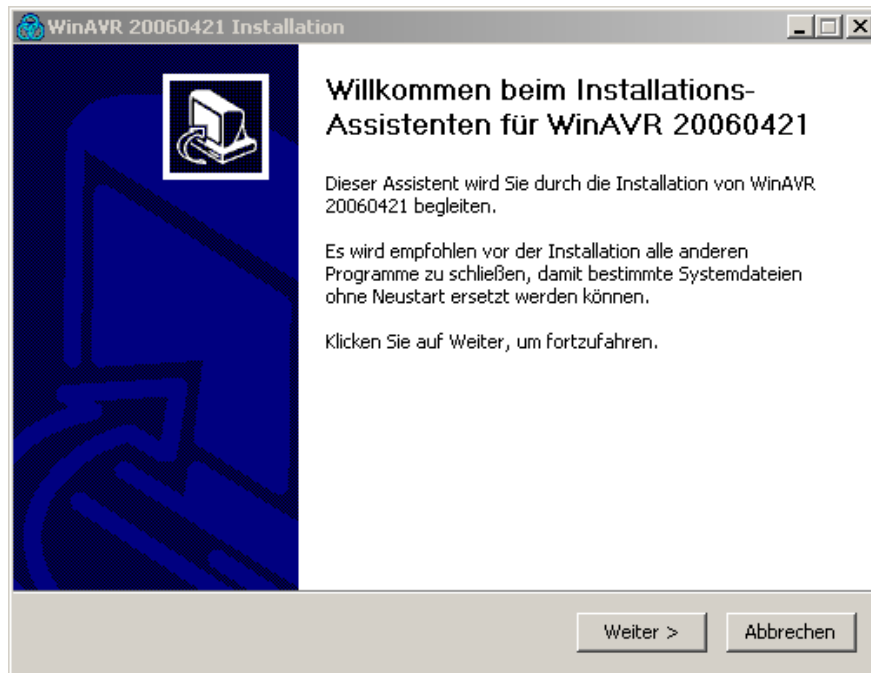 WinAVR 20060421 Installation
Willkommen beim Installations-
Assistenten für WinAVR 20060421
Dieser Assistent wird Sie durch die Installation von WinAVR
20060421 begleiten.
Es wird empfohlen vor der Installation alle anderen
Programme zu schließen, damit bestimmte Systemdateien
ohne Neustart ersetzt werden können.
Klicken Sie auf Weiter, um fortzufahren.
Weiter >
Abbrechen